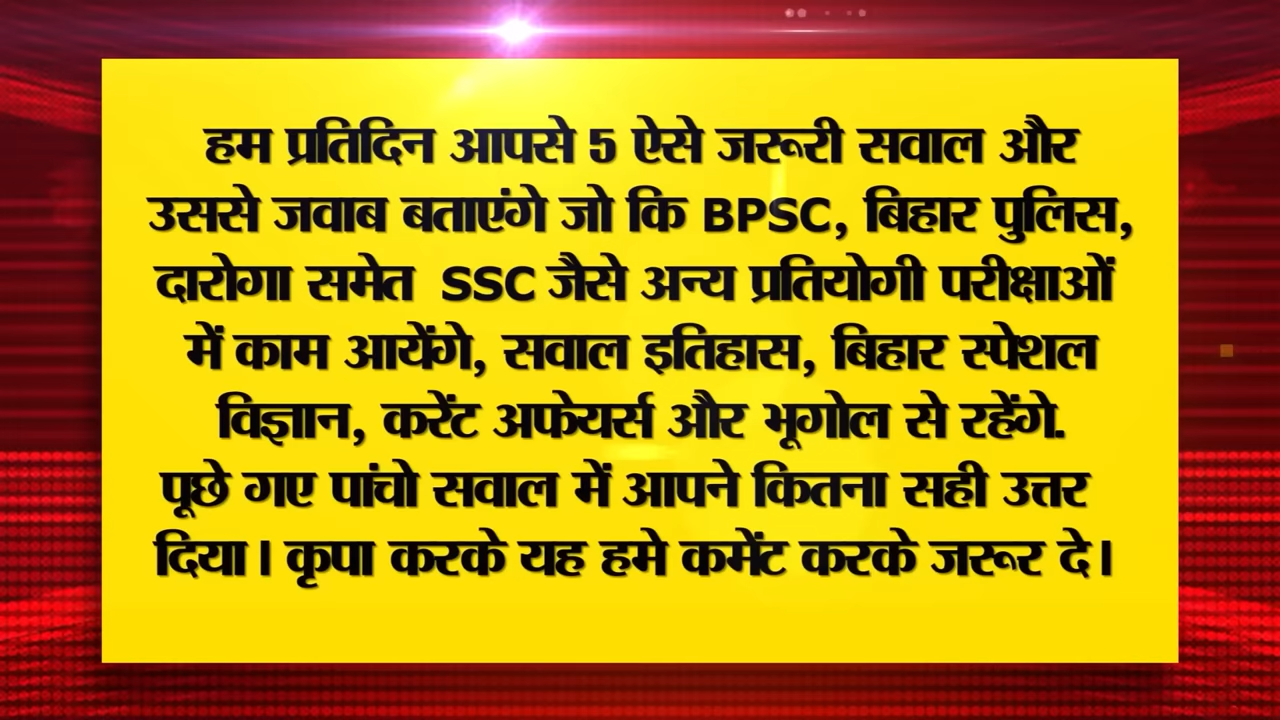 हम प्रतिदिन आपसे 5 ऐसे जरूरी सवाल और
उससे जवाब बताएंगे जो कि BPSC, बिहार पुलिस,
दारोगा समेत SSC जैसे अन्य प्रतियोगी परीक्षाओं
में काम आयेंगे, सवाल इतिहास, बिहार स्पेशल
विज्ञान, करेंट अफेयर्स और भूगोल से रहेंगे.
पूछे गए पांचो सवाल में आपने कितना सही उत्तर
दिया। कृपा करके यह हमे कमेंट करके जरूर दे।